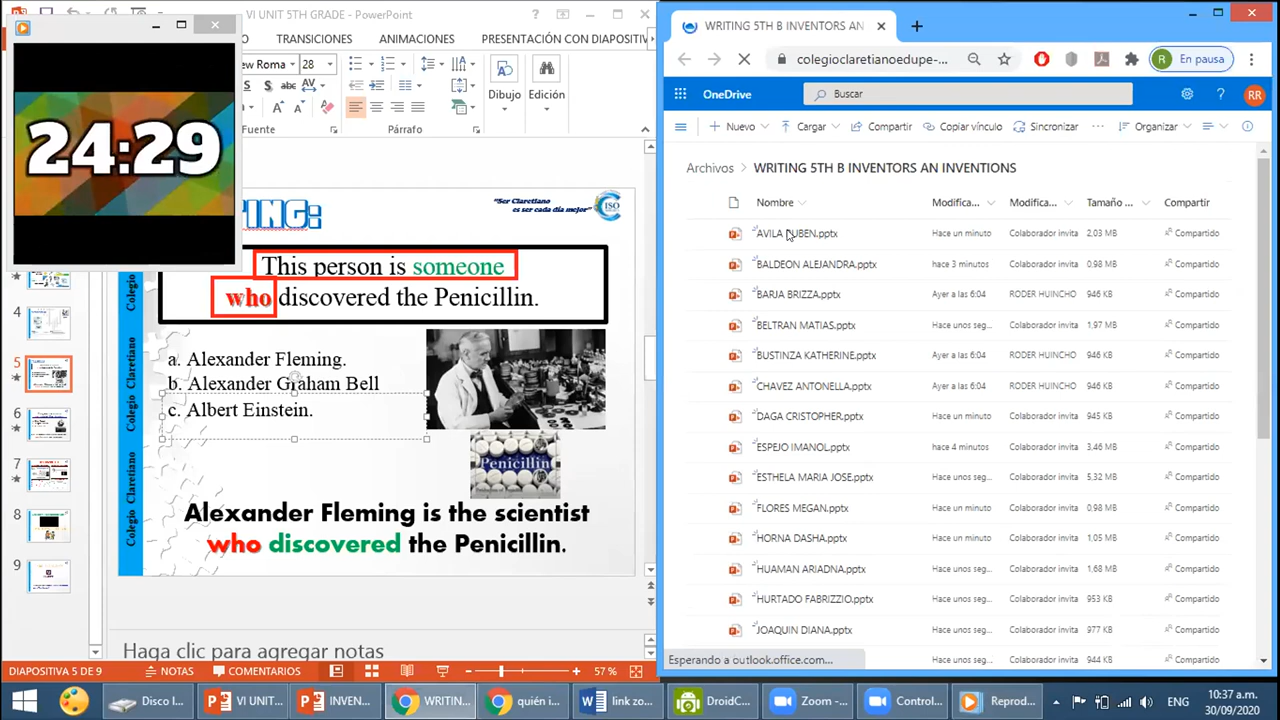 VI UNIT 5TH GRADE - PowerPoint
TRANSICIONES ANIMACIONES PRESENTACIÓN CON DIAPOSITIV
ew Roma 28
Dibujo Edición
Fuente Párrafo
24:29
"Ser Claretiano
es ser cada día mejor"
ISO
This person is someone
who discovered the Penicillin.
a. Alexander Fleming.
b. Alexander Graham Bell
c. Albert Einstein.
Penicillin
Alexander Fleming is the scientist
who discovered the Penicillin.
Colegio
Colegio Claretiano
Claretiano
4
5
6
7
8
9
Haga clic para agregar notas
DIAPOSITIVA 5 DE 9 NOTAS COMENTARIOS 57 %
WRITING 5TH B INVENTORS AN
colegioclaretianoedupe-...
R En pausa
OneDrive Buscar RR
Nuevo Cargar Compartir Copiar vínculo Sincronizar ... Organizar
Archivos > WRITING 5TH B INVENTORS AN INVENTIONS
Nombre Modifica... Modifica... Tamaño ... Compartir
AVILA RUBEN.pptx Hace un minuto Colaborador invita 2,03 MB Compartido
BALDEON ALEJANDRA.pptx hace 3 minutos Colaborador invita 0,98 MB Compartido
BARJA BRIZZA.pptx Ayer a las 6:04 RODER HUINCHO 946 KB Compartido
BELTRAN MATIAS.pptx Hace unos seg... Colaborador invita 1,97 MB Compartido
BUSTINZA KATHERINE.pptx Ayer a las 6:04 RODER HUINCHO 946 KB Compartido
CHAVEZ ANTONELLA.pptx Ayer a las 6:04 RODER HUINCHO 946 KB Compartido
DAGA CRISTOPHER.pptx Hace un minuto Colaborador invita 945 KB Compartido
ESPEJO IMANOL.pptx hace 4 minutos Colaborador invita 3,46 MB Compartido
ESTHELA MARIA JOSE.pptx Hace unos seg... Colaborador invita 5,32 MB Compartido
FLORES MEGAN.pptx Hace un minuto Colaborador invita 0,98 MB Compartido
HORNA DASHA.pptx Hace un minuto Colaborador invita 1,05 MB Compartido
HUAMAN ARIADNA.pptx Hace unos seg... Colaborador invita 1,68 MB Compartido
HURTADO FABRIZZIO.pptx Hace unos seg... Colaborador invita 953 KB Compartido
JOAQUIN DIANA.pptx Hace unos seg... Colaborador invita 977 KB Compartido
Hace unos seg... Colaborador invita 944 KB Compartido
Esperando a outlook.office.com...
Disco l... VI UNIT... INVEN... WRITIN... quién i... link zo... DroidC... Zoom -... Control... Reprod... ING
10:37 a.m.
30/09/2020